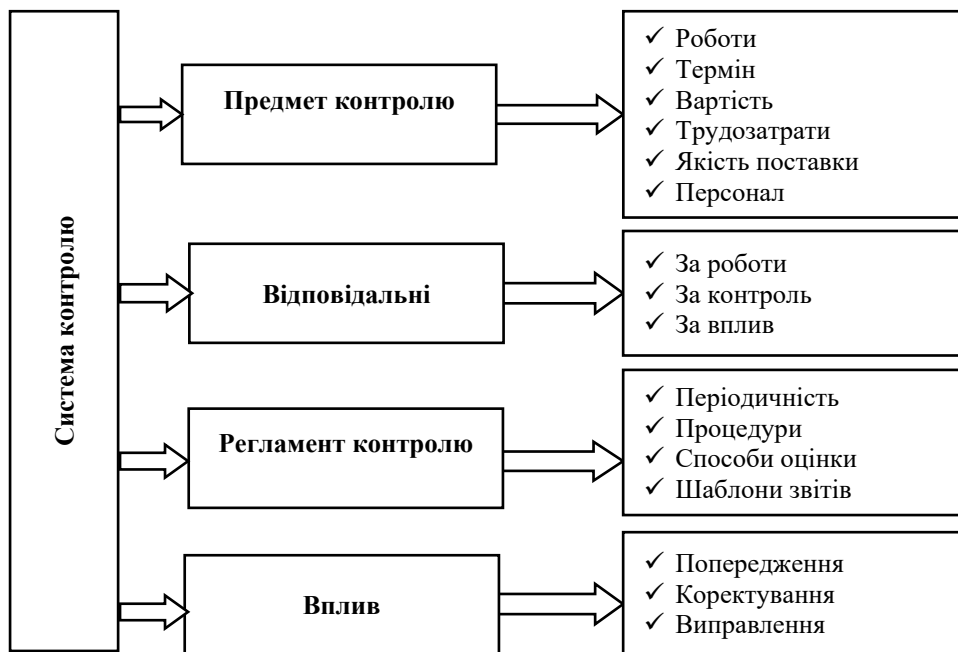 Система контролю
Предмет контролю
✓ Роботи
✓ Термін
✓ Вартість
✓ Трудозатрати
✓ Якість поставки
✓ Персонал
Відповідальні
✓ За роботи
✓ За контроль
✓ За вплив
Регламент контролю
✓ Періодичність
✓ Процедури
✓ Способи оцінки
✓ Шаблони звітів
Вплив
✓ Попередження
✓ Коректування
✓ Виправлення